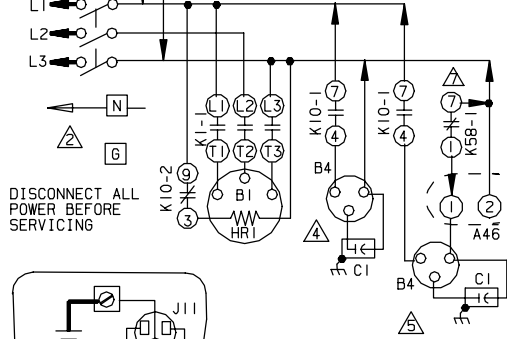 L1
L2
L3
N
2
G
DISCONNECT ALL
POWER BEFORE
SERVICING
K10-2
9
3
K1-1
L1 L2 L3
T1 T2 T3
B1
HR1
K10-1
7
4
B4
4
C1
K10-1
7
4
B4
5
C1
7
7
K58-1
1
1
2
A46
J11